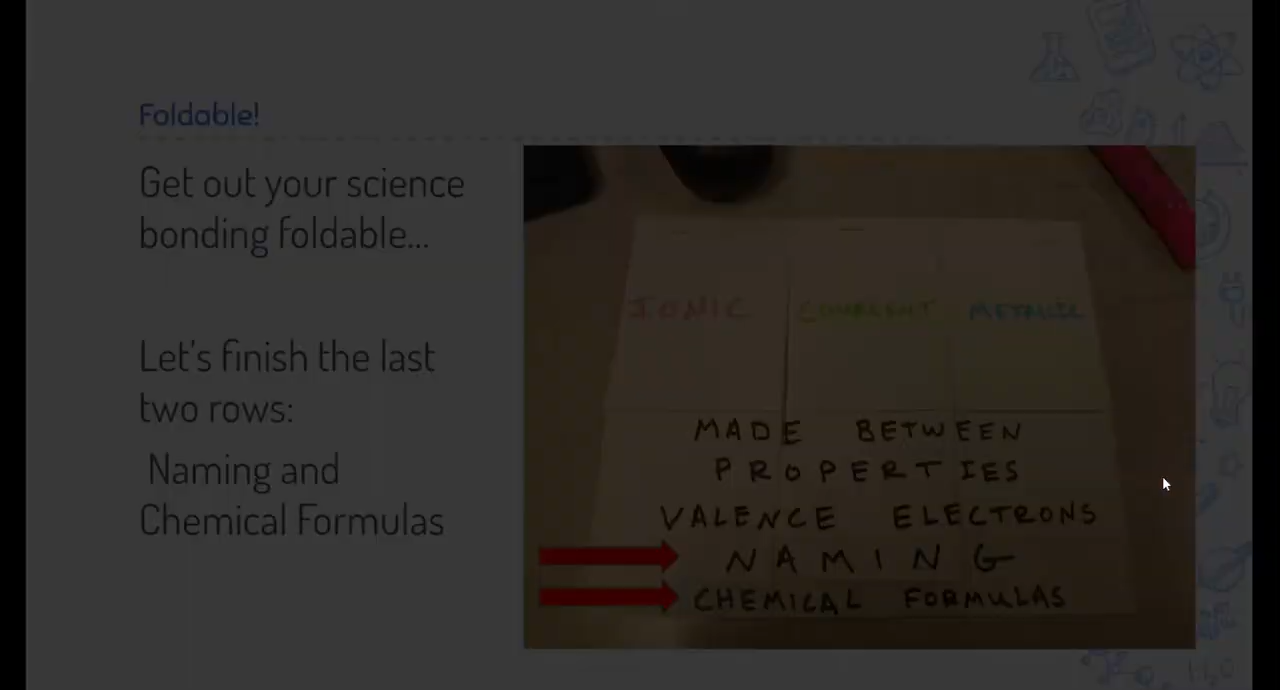 Foldable!
Get out your science
bonding foldable...
Let's finish the last
two rows:
Naming and
Chemical Formulas
IONIC COVALENT METALLIC
MADE BETWEEN
PROPERTIES
VALENCE ELECTRONS
NAMING
CHEMICAL FORMULAS